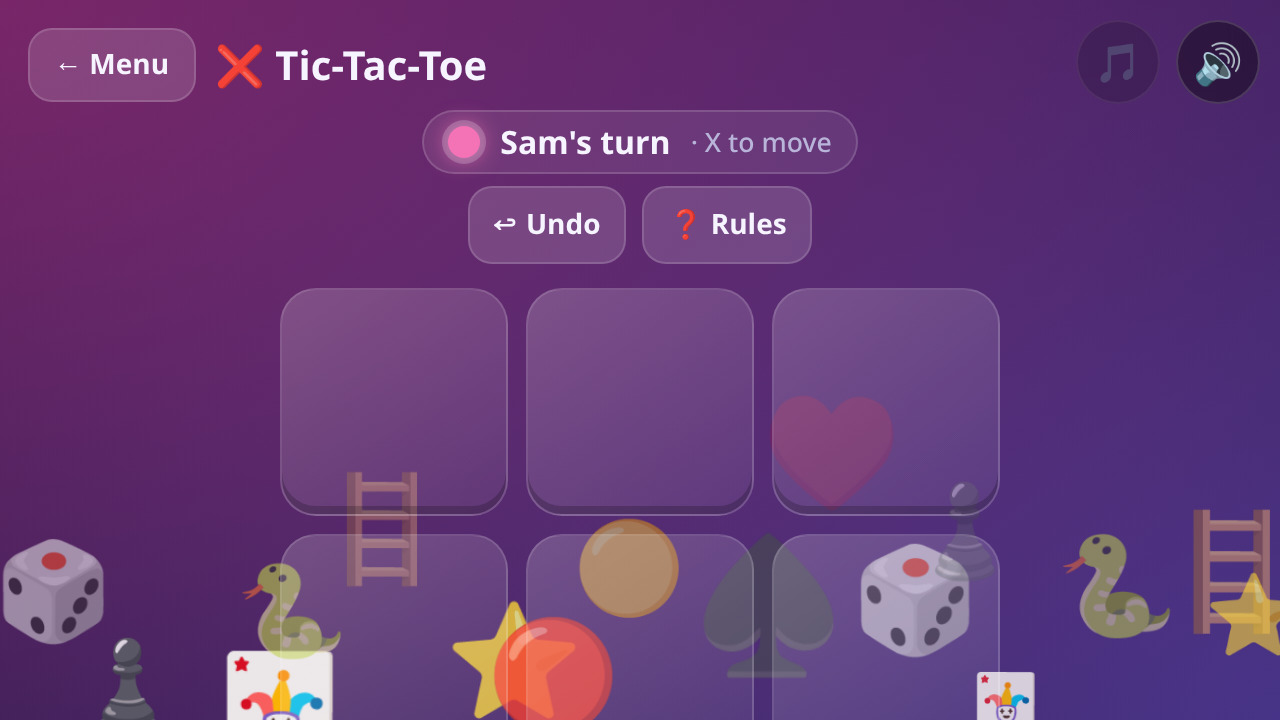 ← Menu
❌ Tic-Tac-Toe
Sam's turn · X to move
↩ Undo
❓ Rules